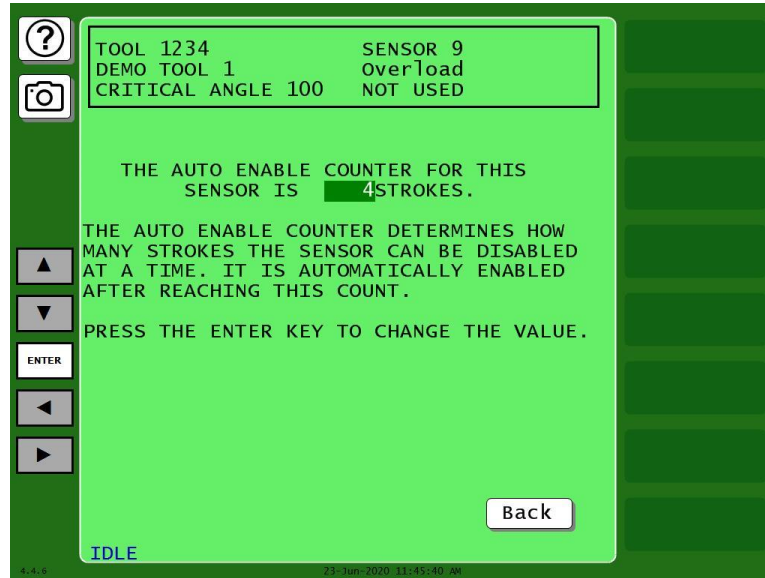 ?
TOOL 1234 SENSOR 9
DEMO TOOL 1 Overload
CRITICAL ANGLE 100 NOT USED
THE AUTO ENABLE COUNTER FOR THIS
SENSOR IS 4STROKES.
THE AUTO ENABLE COUNTER DETERMINES HOW
MANY STROKES THE SENSOR CAN BE DISABLED
AT A TIME. IT IS AUTOMATICALLY ENABLED
AFTER REACHING THIS COUNT.
PRESS THE ENTER KEY TO CHANGE THE VALUE.
ENTER
Back
IDLE
4.4.6 23-Jun-2020 11:45:40 AM